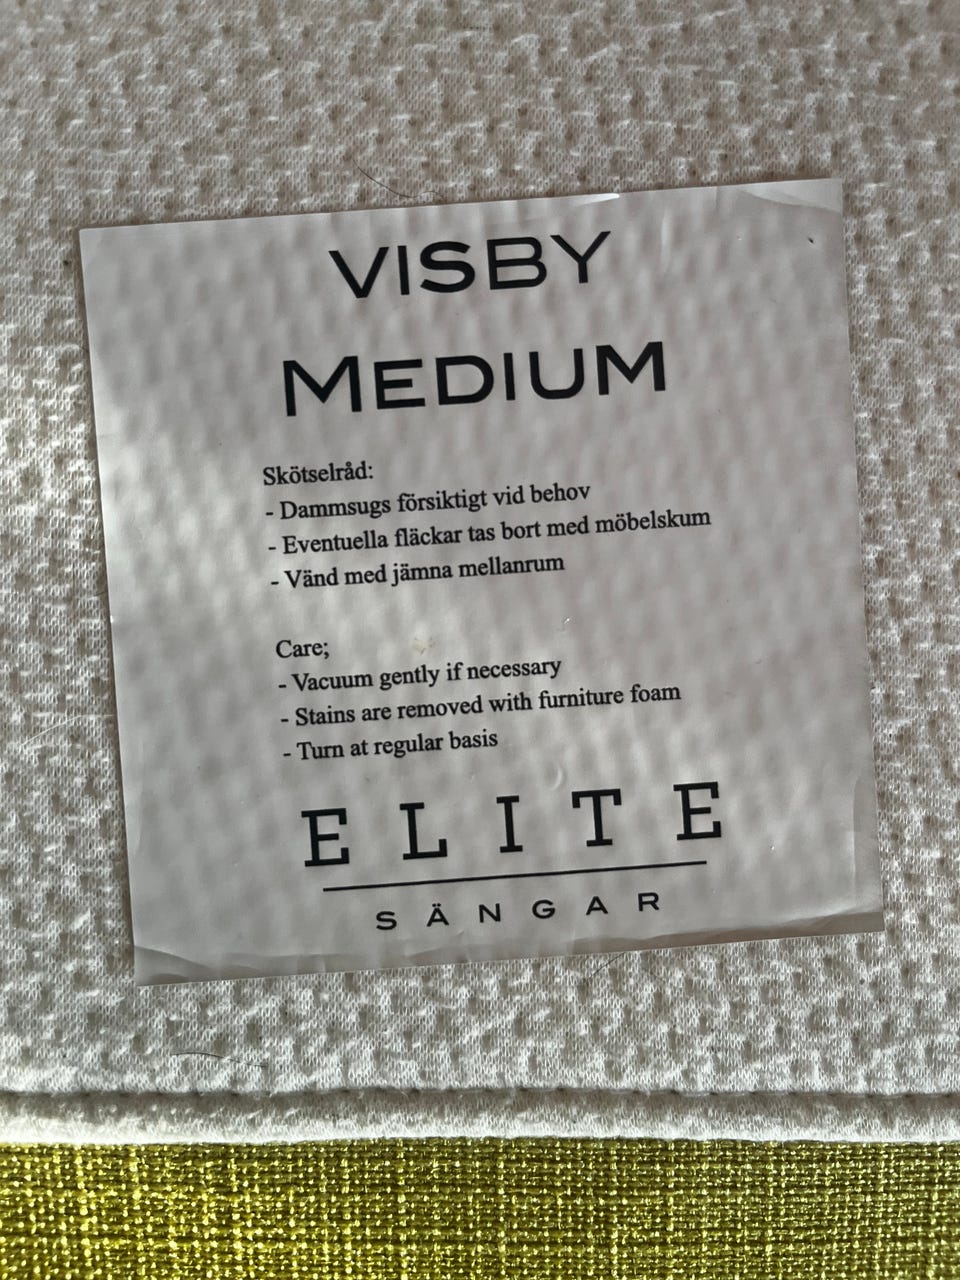 VISBY
MEDIUM
Skötselråd:
- Dammsugs försiktigt vid behov
- Eventuella fläckar tas bort med möbelskum
- Vänd med jämna mellanrum
Care;
- Vacuum gently if necessary
- Stains are removed with furniture foam
- Turn at regular basis
ELITE
SÄNGAR